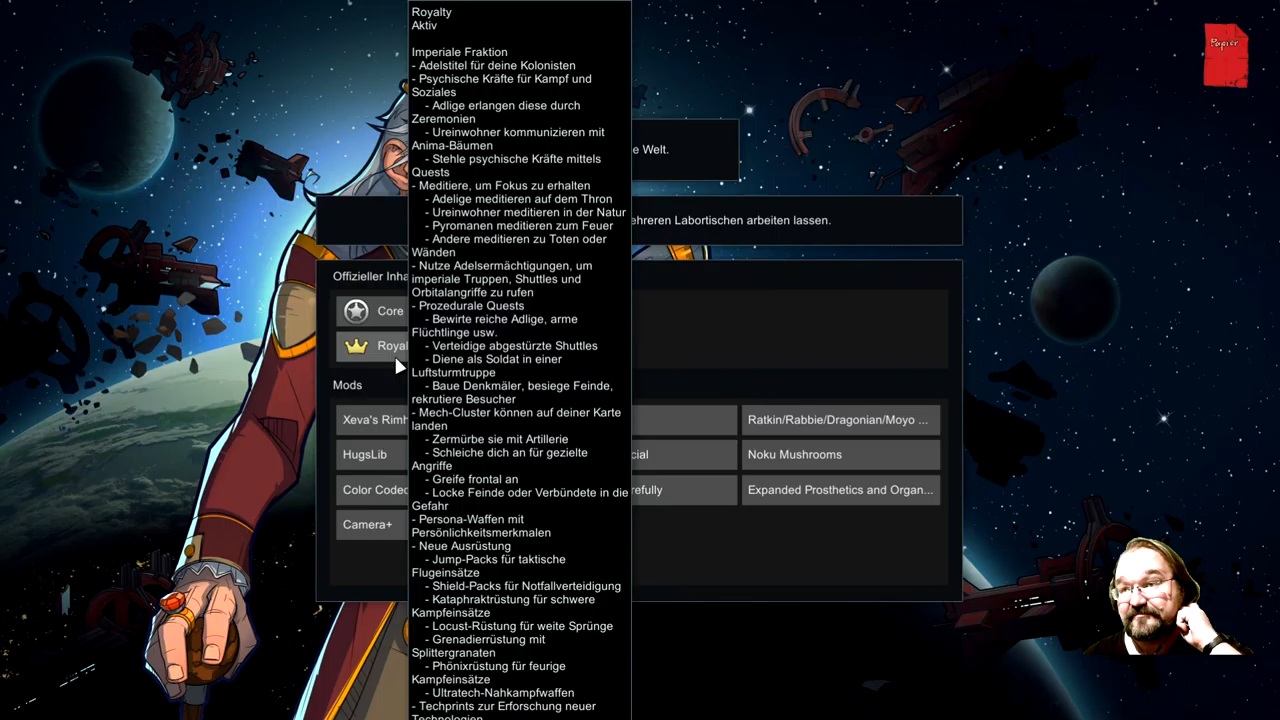 Royalty
Aktiv
Imperiale Fraktion
- Adelstitel für deine Kolonisten
- Psychische Kräfte für Kampf und
Soziales
- Adlige erlangen diese durch
Zeremonien
- Ureinwohner kommunizieren mit
Anima-Bäumen
- Stehle psychische Kräfte mittels
Quests
- Meditiere, um Fokus zu erhalten
- Adelige meditieren auf dem Thron
- Ureinwohner meditieren in der Natur
- Pyromanen meditieren zum Feuer
- Andere meditieren zu Toten oder
Wänden
- Nutze Adelsermächtigungen, um
imperiale Truppen, Shuttles und
Orbitalangriffe zu rufen
- Prozedurale Quests
- Bewirte reiche Adlige, arme
Flüchtlinge usw.
- Verteidige abgestürzte Shuttles
- Diene als Soldat in einer
Luftsturmtruppe
- Baue Denkmäler, besiege Feinde,
rekrutiere Besucher
- Mech-Cluster können auf deiner Karte
landen
- Zermürbe sie mit Artillerie
- Schleiche dich an für gezielte
Angriffe
- Greife frontal an
- Locke Feinde oder Verbündete in die
Gefahr
- Persona-Waffen mit
Persönlichkeitsmerkmalen
- Neue Ausrüstung
- Jump-Packs für taktische
Flugeinsätze
- Shield-Packs für Notfallverteidigung
- Kataphraktrüstung für schwere
Kampfeinsätze
- Locust-Rüstung für weite Sprünge
- Grenadierrüstung mit
Splittergranaten
- Phönixrüstung für feurige
Kampfeinsätze
- Ultratech-Nahkampfwaffen
- Techprints zur Erforschung neuer
Technologien
Papier
e Welt.
ehreren Labortischen arbeiten lassen.
Offizieller Inha
Core
Royal
Mods
Xeva's Rimh
Ratkin/Rabbie/Dragonian/Moyo ...
HugsLib
cial
Noku Mushrooms
Color Coded
refully
Expanded Prosthetics and Organ...
Camera+